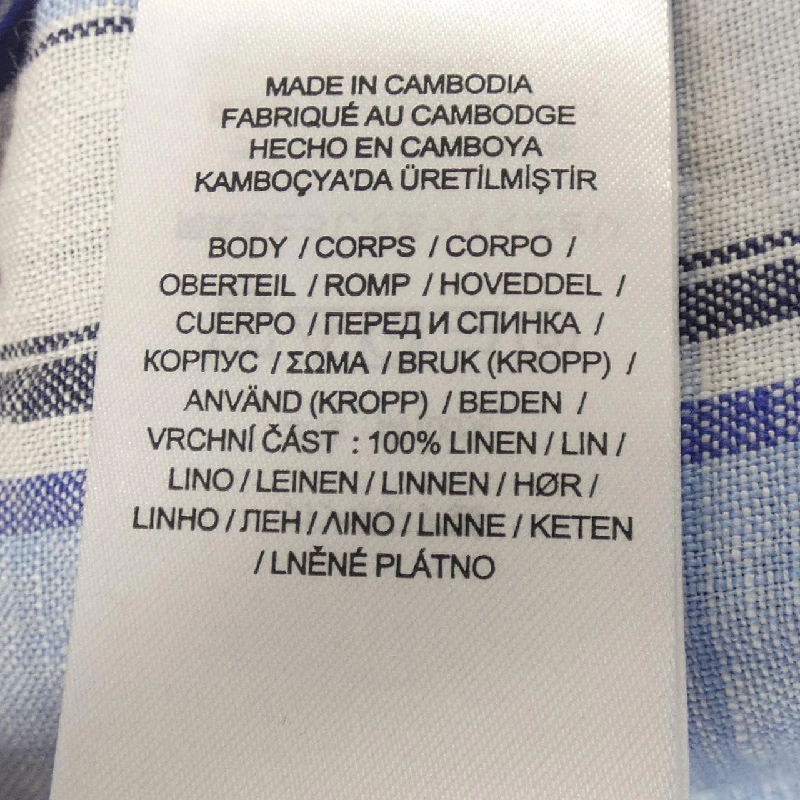 MADE IN CAMBODIA
FABRIQUÉ AU CAMBODGE
HECHO EN CAMBOYA
KAMBOÇYA'DA ÜRETİLMİŞTİR
BODY / CORPS / CORPO /
OBERTEIL / ROMP / HOVEDDEL /
CUERPO / ПЕРЕД И СПИНКА /
КОРПУС / ΣΩΜΑ / BRUK (KROPP) /
ANVÄND (KROPP) / BEDEN /
VRCHNÍ ČÁST : 100% LINEN / LIN /
LINO / LEINEN / LINNEN / HØR /
LINHO / ЛЕН / ΛΙΝΟ / LINNE / KETEN
/ LNĚNÉ PLÁTNO